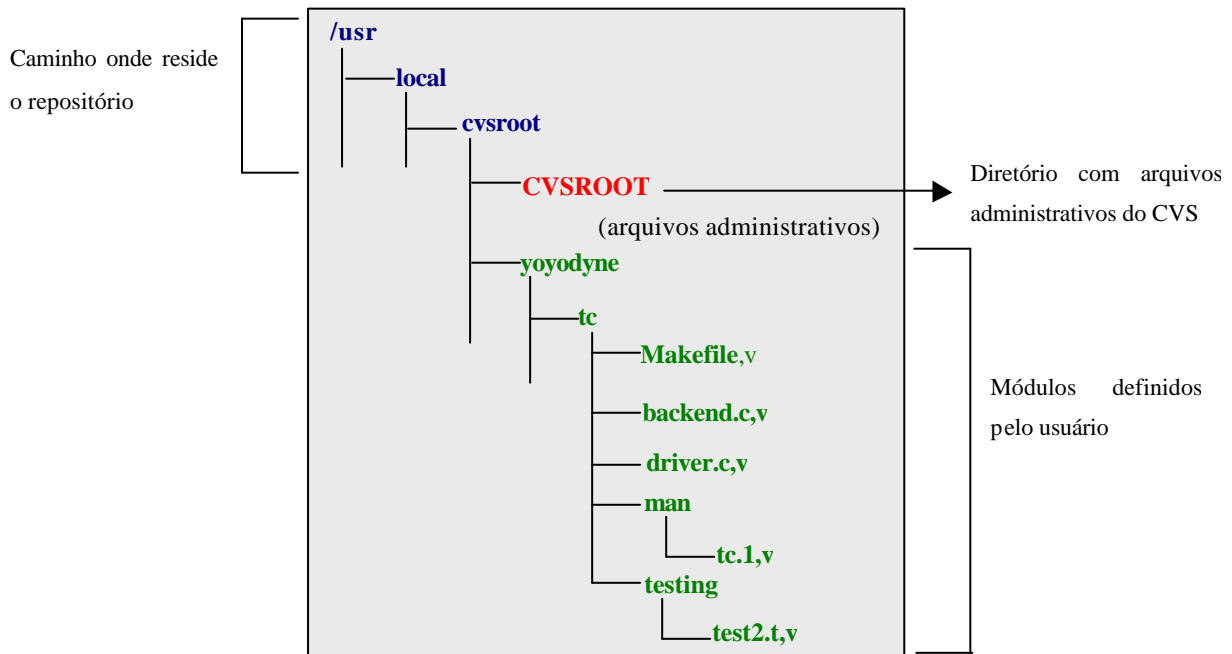 /usr
Caminho onde reside
o repositório
local
cvsroot
CVSROOT
Diretório com arquivos
administrativos do CVS
(arquivos administrativos)
yoyodyne
tc
Makefile,v
Módulos definidos
pelo usuário
backend.c,v
driver.c,v
man
tc.1,v
testing
test2.t,v